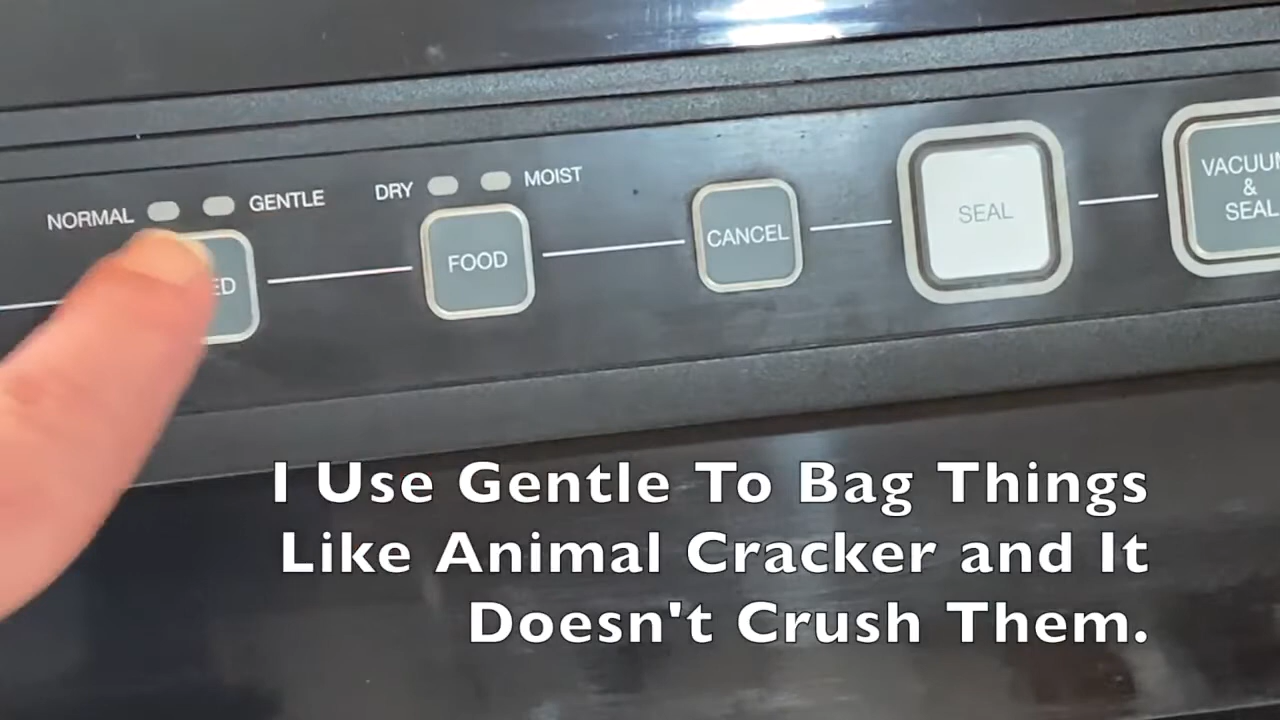 NORMAL
GENTLE
DRY
MOIST
FOOD
CANCEL
SEAL
&
SEAL
I Use Gentle To Bag Things
Like Animal Cracker and It
Doesn't Crush Them.